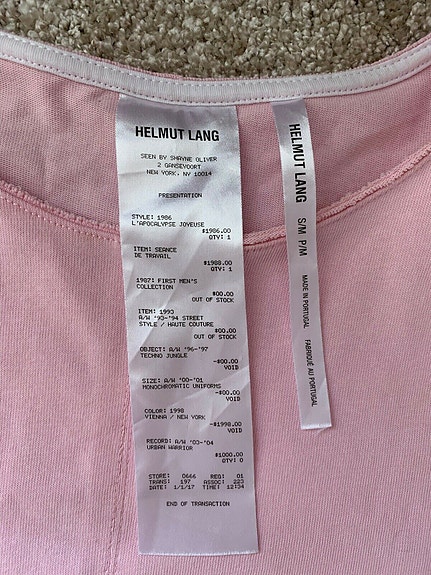 HELMUT LANG
SEEN BY SHAYNE OLIVER
2 GANSEVOORT
NEW YORK, NY 10014
PRESENTATION
STYLE: 1986
L'APOCALYPSE JOYEUSE
$1986.00
QTY: 1
ITEM: SEANCE
DE TRAVAIL
$1988.00
QTY: 1
1987: FIRST MEN'S
COLLECTION
$00.00
OUT OF STOCK
ITEM: 1993
A/W '93-'94 STREET
STYLE / HAUTE COUTURE
$00.00
OUT OF STOCK
OBJECT: A/W '96-'97
TECHNO JUNGLE
-$00.00
VOID
SIZE: A/W '00-'01
MONOCHROMATIC UNIFORMS
-$00.00
VOID
COLOR: 1998
VIENNA / NEW YORK
-$1998.00
VOID
RECORD: A/W '03-'04
URBAN WARRIOR
$1000.00
QTY: 0
STORE: 0666 REG: 01
TRANS: 197 ASSOC: 223
DATE: 1/1/17 TIME: 12:34
END OF TRANSACTION
HELMUT LANG S/M P/M MADE IN PORTUGAL FABRIQUÉ AU PORTUGAL